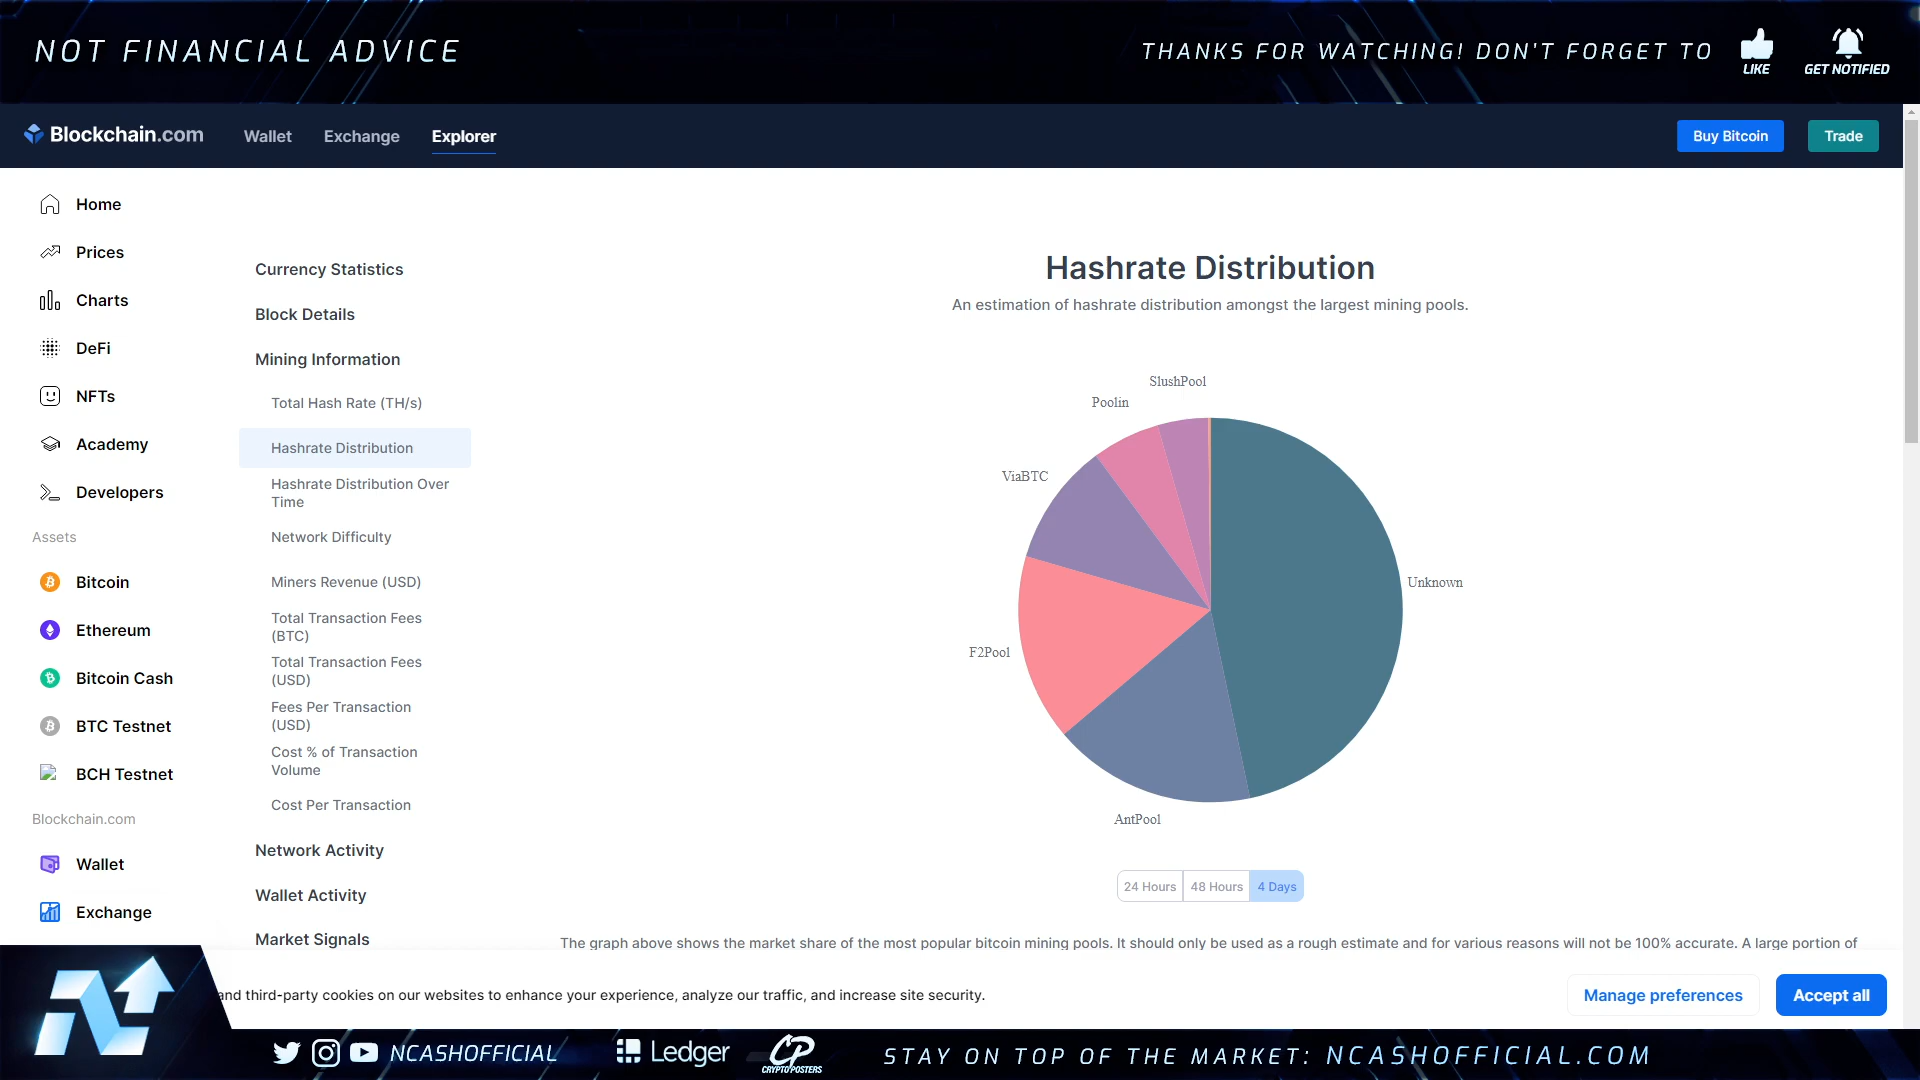 NOT FINANCIAL ADVICE
THANKS FOR WATCHING! DON'T FORGET TO
LIKE
GET NOTIFIED
Blockchain.com
Wallet
Exchange
Explorer
Buy Bitcoin
Trade
Home
Prices
Charts
DeFi
NFTs
Academy
Developers
Assets
Bitcoin
Ethereum
Bitcoin Cash
BTC Testnet
BCH Testnet
Blockchain.com
Wallet
Exchange
Currency Statistics
Block Details
Mining Information
Total Hash Rate (TH/s)
Hashrate Distribution
Hashrate Distribution Over
Time
Network Difficulty
Miners Revenue (USD)
Total Transaction Fees
(BTC)
Total Transaction Fees
(USD)
Fees Per Transaction
(USD)
Cost % of Transaction
Volume
Cost Per Transaction
Network Activity
Wallet Activity
Market Signals
Hashrate Distribution
An estimation of hashrate distribution amongst the largest mining pools.
SlushPool
Poolin
ViaBTC
Unknown
F2Pool
AntPool
24 Hours
48 Hours
4 Days
The graph above shows the market share of the most popular bitcoin mining pools. It should only be used as a rough estimate and for various reasons will not be 100% accurate. A large portion of
and third-party cookies on our websites to enhance your experience, analyze our traffic, and increase site security.
Manage preferences
Accept all
NCASHOFFICIAL
Ledger
CP
CRYPTOPOSTERS
STAY ON TOP OF THE MARKET: NCASHOFFICIAL.COM